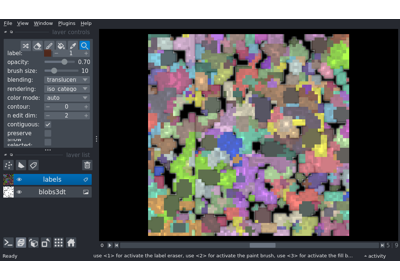 File View Window Plugins Help
layer controls
label: 1
opacity: 0.70
brush size: 10
blending: translucen
rendering: iso_catego
color mode: auto
contour: 0
n edit dim: 2
contiguous:
preserve
selected:
layer list
labels
blobs3dt
Ready
use <1> for activate the label eraser, use <2> for activate the paint brush, use <3> for activate the fill b...
activity